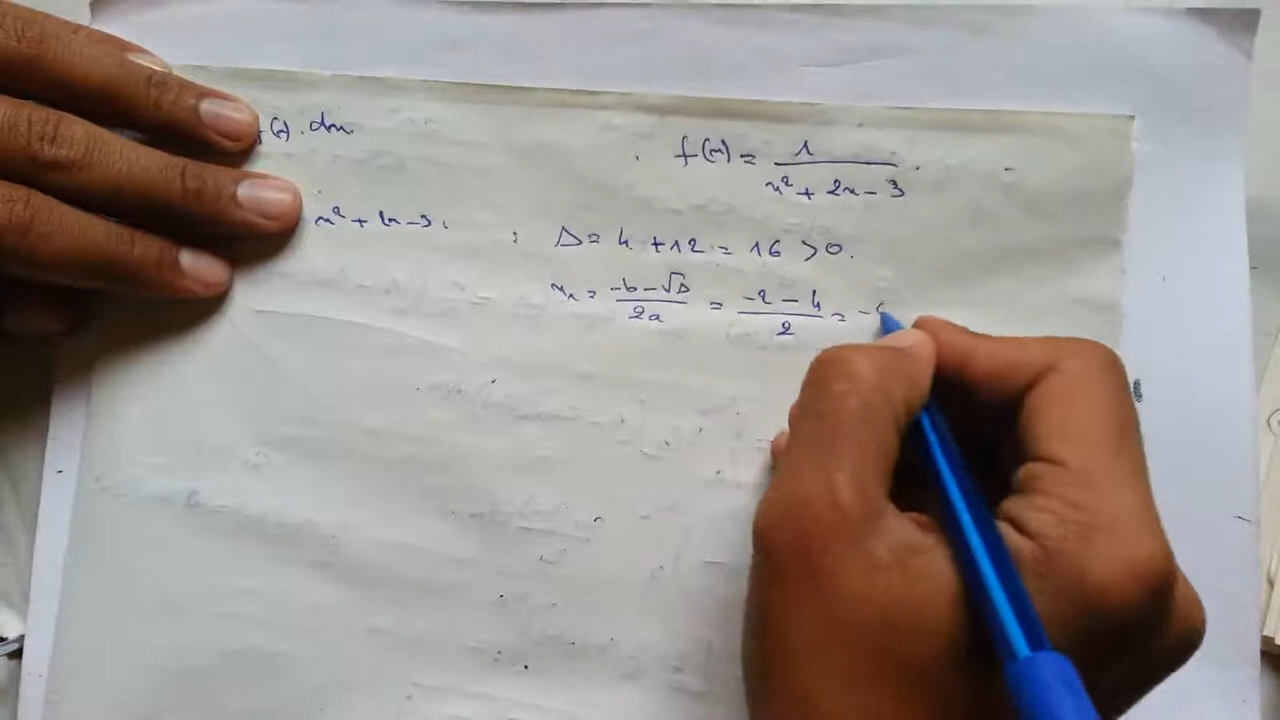 f(x).dx
f(x) = 1 / x² + 2x - 3
x² + 2x - 3 : Δ = 4 + 12 = 16 > 0.
x₁ = -b - √Δ / 2a = -2 - 4 / 2 = -